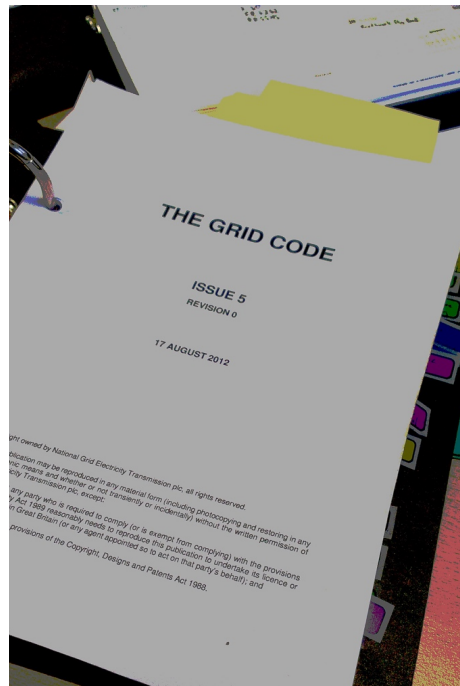 THE GRID CODE
ISSUE 5
REVISION 0
17 AUGUST 2012
ght owned by National Grid Electricity Transmission plc, all rights reserved.
blication may be reproduced in any material form (including photocopying and restoring in any
onic means and whether or not transiently or incidentally) without the written permission of
icity Transmission plc, except:
any party who is required to comply (or is exempt from complying) with the provisions
ty Act 1989 reasonably needs to reproduce this publication to undertake its licence or
in Great Britain (or any agent appointed so to act on that party's behalf); and
provisions of the Copyright, Designs and Patents Act 1988.